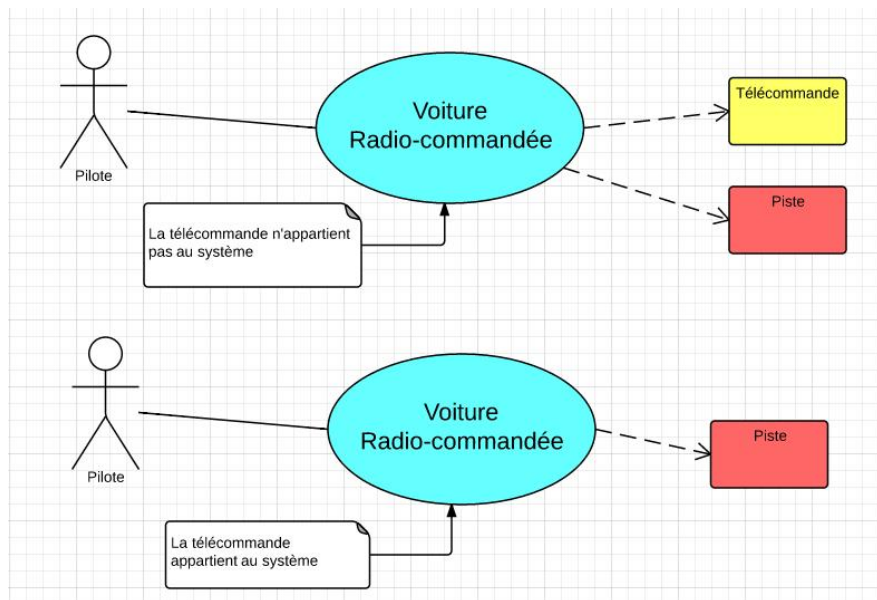 Voiture
Radio-commandée
Télécommande
Pilote
Piste
La télécommande n'appartient
pas au système
Voiture
Radio-commandée
Piste
Pilote
La télécommande
appartient au système